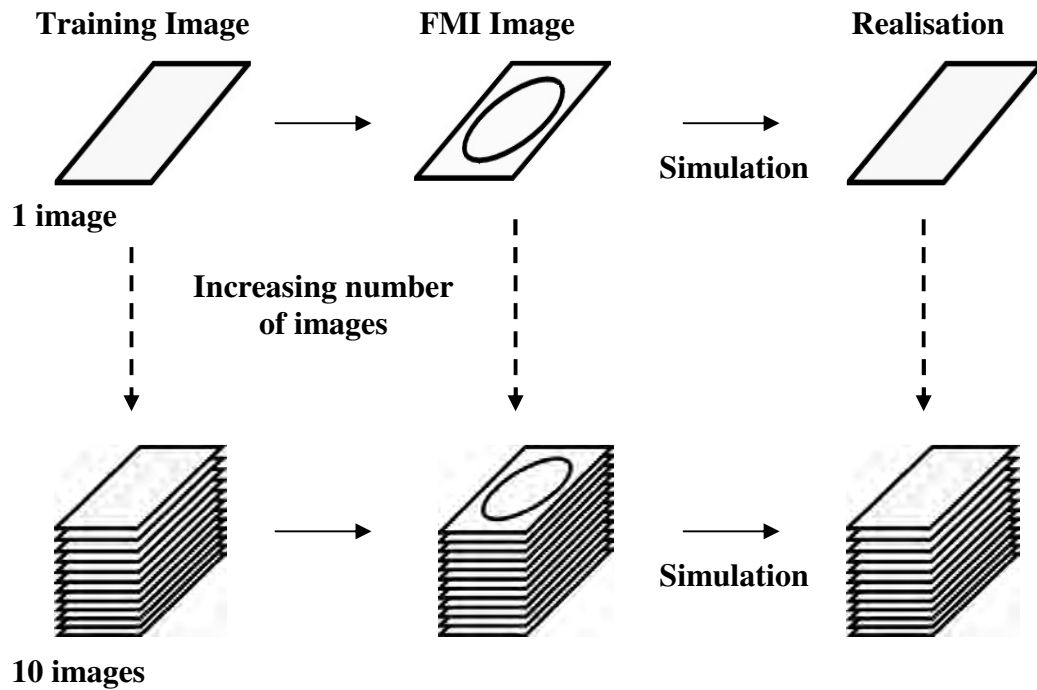 Training Image
FMI Image
Realisation
Simulation
1 image
Increasing number
of images
Simulation
10 images